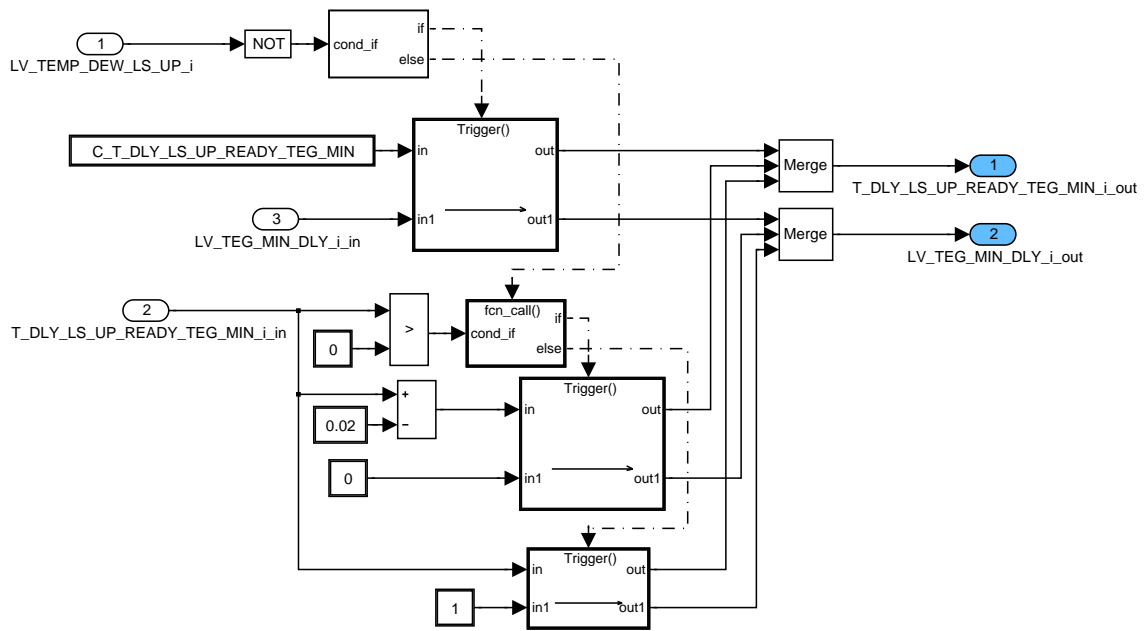 1
LV_TEMP_DEW_LS_UP_i
NOT
cond_if
if
else
C_T_DLY_LS_UP_READY_TEG_MIN
3
LV_TEG_MIN_DLY_i_in
Trigger()
in
in1
out
out1
Merge
1
T_DLY_LS_UP_READY_TEG_MIN_i_out
Merge
2
LV_TEG_MIN_DLY_i_out
2
T_DLY_LS_UP_READY_TEG_MIN_i_in
0
>
fcn_call()
cond_if
if
else
+
−
0.02
0
Trigger()
in
in1
out
out1
1
Trigger()
in
in1
out
out1